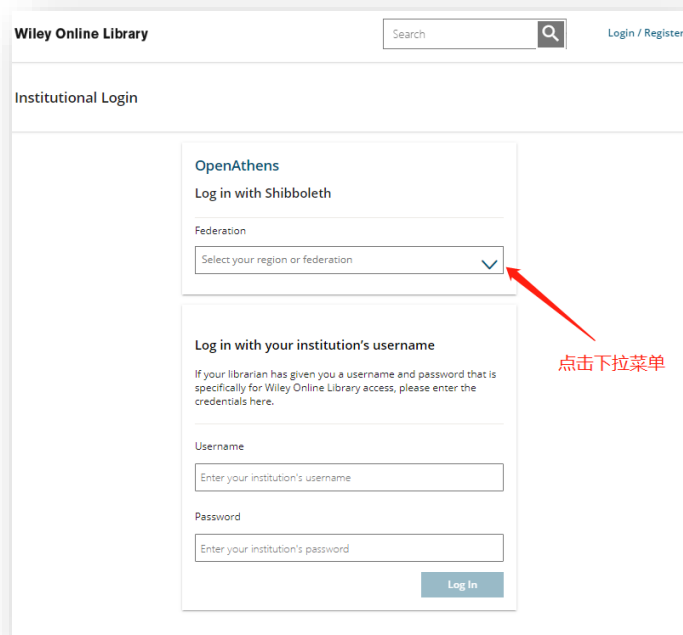 Wiley Online Library
Search
Login / Register
Institutional Login
OpenAthens
Log in with Shibboleth
Federation
Select your region or federation
点击下拉菜单
Log in with your institution's username
If your librarian has given you a username and password that is
specifically for Wiley Online Library access, please enter the
credentials here.
Username
Enter your institution's username
Password
Enter your institution's password
Log In